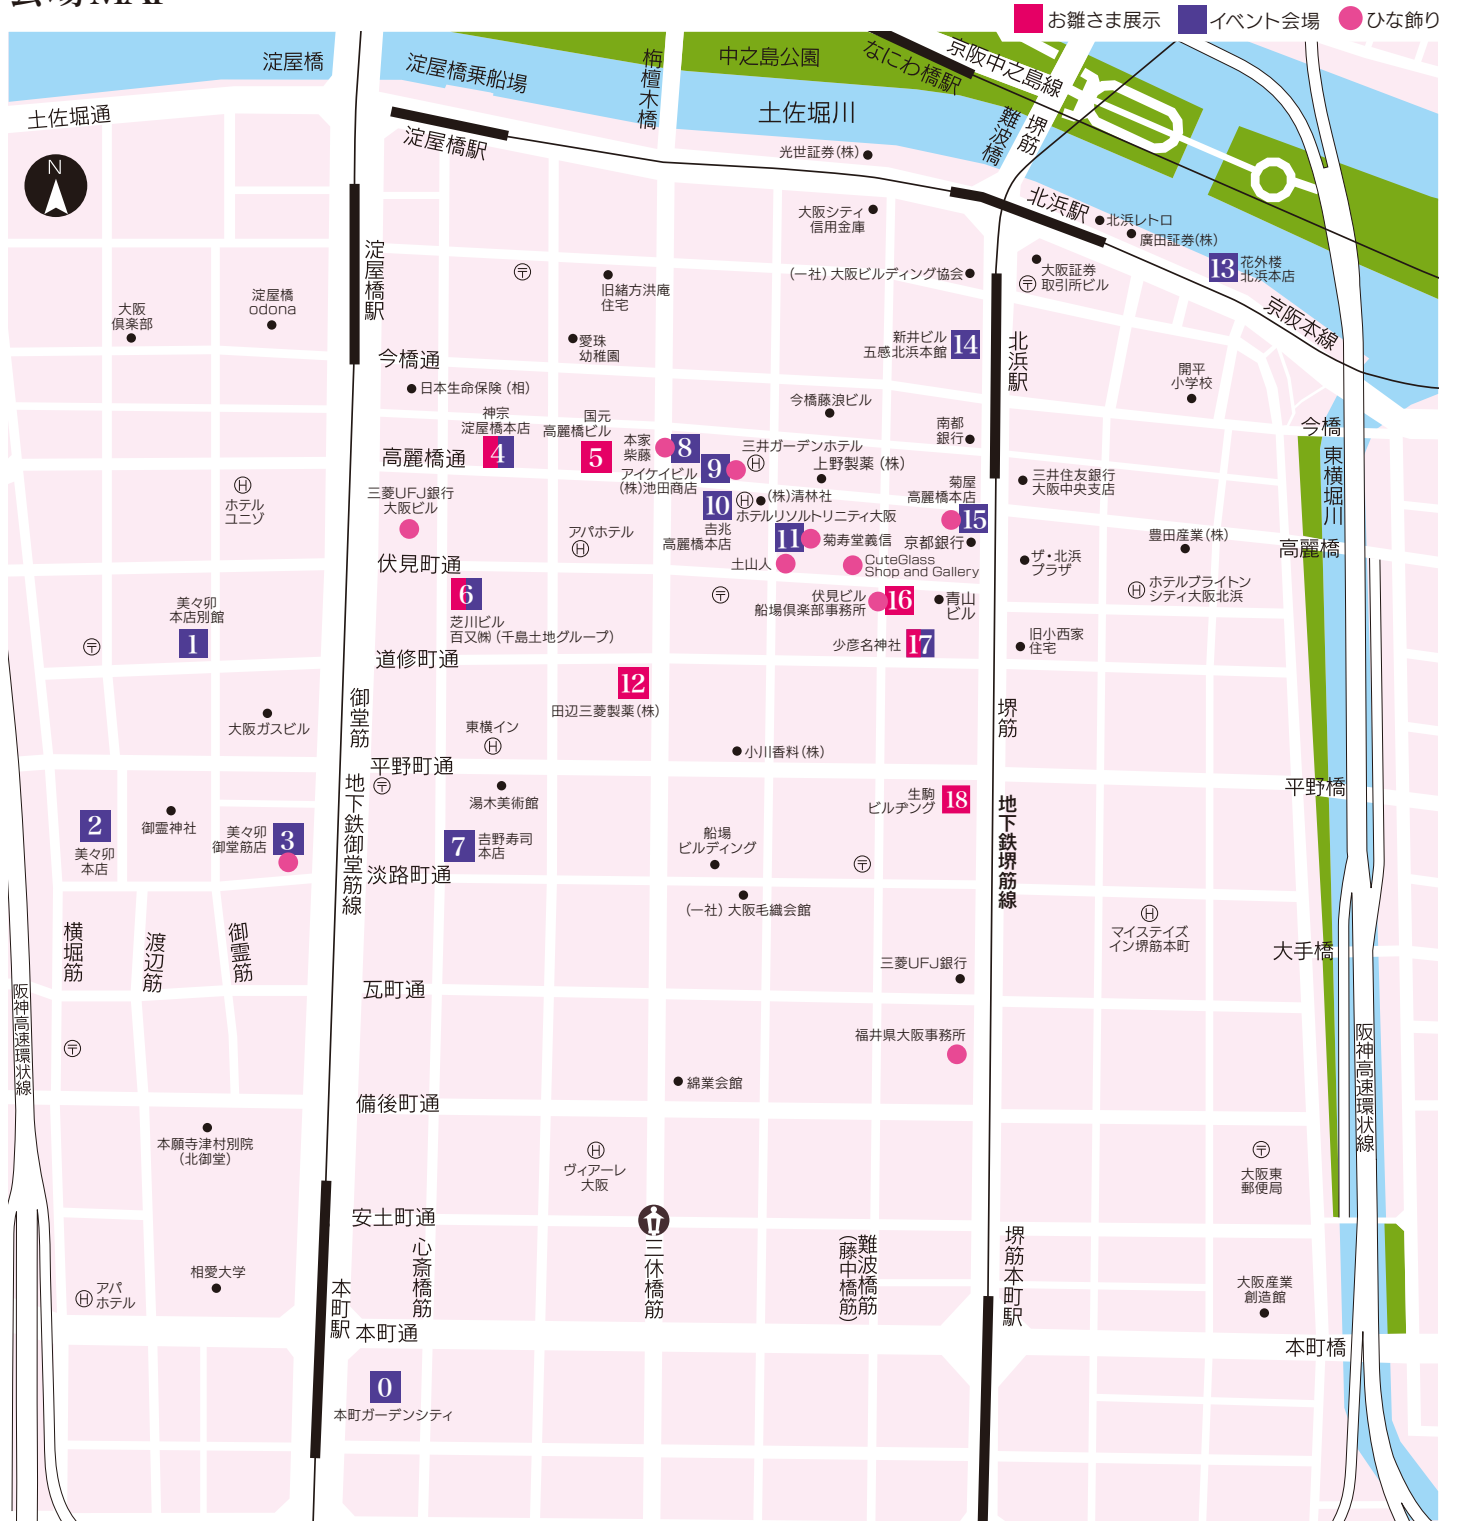 お雛さま展示
イベント会場
ひな飾り
淀屋橋
淀屋橋乗船場
栴檀木橋
中之島公園
なにわ橋駅
京阪中之島線
土佐堀通
淀屋橋駅
土佐堀川
難波橋
堺筋
光世証券(株)
N
北浜駅
北浜レトロ
廣田証券(株)
大阪シティ
信用金庫
淀屋橋駅
(一社)大阪ビルディング協会
大阪証券
取引所ビル
13
花外楼
北浜本店
旧緒方洪庵
住宅
淀屋橋
odona
大阪
倶楽部
京阪本線
愛珠
幼稚園
新井ビル
五感北浜本館
14
北浜駅
今橋通
開平
小学校
日本生命保険(相)
今橋藤浪ビル
神宗
淀屋橋本店
4
国元
高麗橋ビル
5
南都
銀行
今橋
本家
柴藤
8
三井ガーデンホテル
高麗橋通
アイケイビル
(株)池田商店
9
上野製薬(株)
東横堀川
三井住友銀行
大阪中央支店
ホテル
ユニゾ
三菱UFJ銀行
大阪ビル
菊屋
高麗橋本店
15
10
吉兆
高麗橋本店
(株)清林社
ホテルリソルトリニティ大阪
アパホテル
11
菊寿堂義信
京都銀行
豊田産業(株)
高麗橋
伏見町通
土山人
CuteGlass
Shop and Gallery
ザ・北浜
プラザ
ホテルブライトン
シティ大阪北浜
6
芝川ビル
百又㈱(千島土地グループ)
美々卯
本店別館
1
伏見ビル
船場倶楽部事務所
16
青山
ビル
少彦名神社
17
旧小西家
住宅
道修町通
12
田辺三菱製薬(株)
御堂筋
堺筋
大阪ガスビル
東横イン
小川香料(株)
平野町通
平野橋
湯木美術館
地下鉄御堂筋線
生駒
ビルヂング
18
地下鉄堺筋線
2
美々卯
本店
御霊神社
美々卯
御堂筋店
3
7
吉野寿司
本店
船場
ビルディング
淡路町通
(一社)大阪毛織会館
横堀筋
渡辺筋
御霊筋
マイステイズ
イン堺筋本町
大手橋
三菱UFJ銀行
瓦町通
阪神高速環状線
福井県大阪事務所
阪神高速環状線
綿業会館
備後町通
本願寺津村別院
(北御堂)
ヴィアーレ
大阪
大阪東
郵便局
安土町通
心斎橋筋
三休橋筋
難波橋筋
(藤中橋筋)
堺筋本町駅
相愛大学
アパ
ホテル
本町駅
大阪産業
創造館
本町通
本町橋
0
本町ガーデンシティ